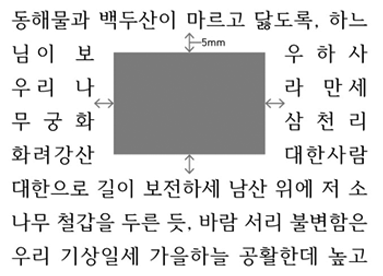 동해물과 백두산이 마르고 닳도록, 하느
5mm
님이 보 우 하 사
우리 나 라 만 세
무 궁 화 삼 천 리
화려강산 대한사람
대한으로 길이 보전하세 남산 위에 저 소
나무 철갑을 두른 듯, 바람 서리 불변함은
우리 기상일세 가을하늘 공활한데 높고